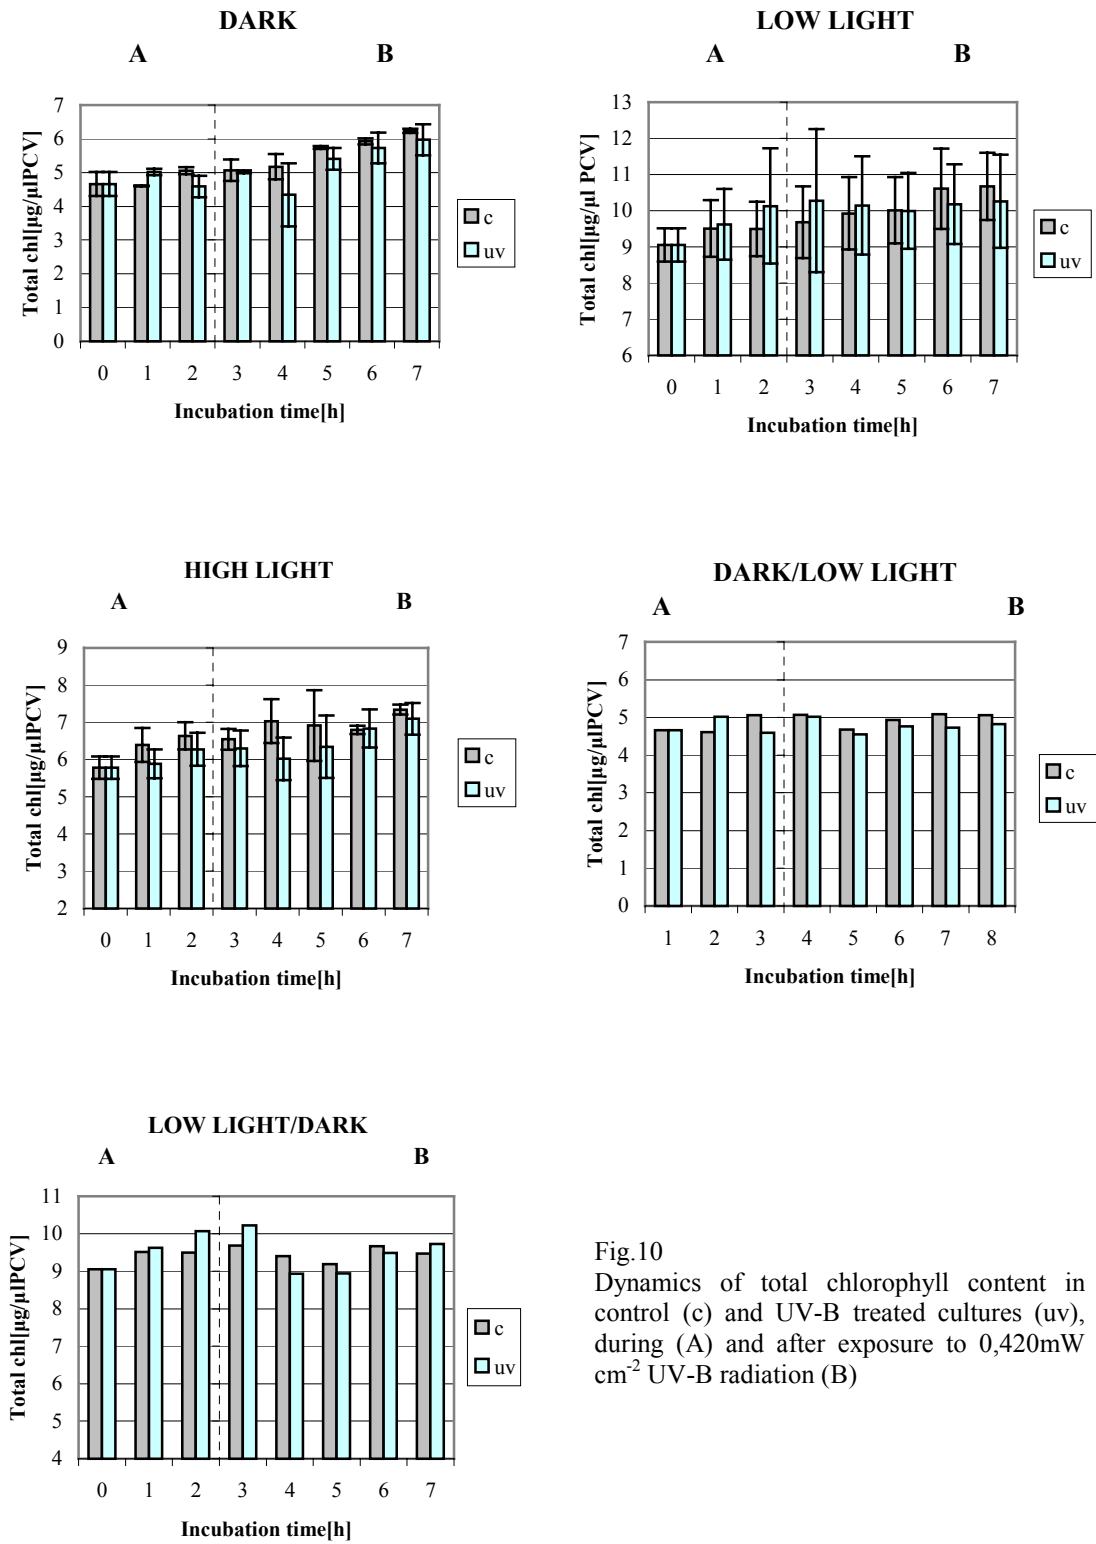 DARK
A B
Total chl[µg/µlPCV]
7
6
5
4
3
2
1
0
0 1 2 3 4 5 6 7
Incubation time[h]
c
uv
LOW LIGHT
A B
Total chl[µg/µl PCV]
13
12
11
10
9
8
7
6
0 1 2 3 4 5 6 7
Incubation time[h]
c
uv
HIGH LIGHT
A B
Total chl[µg/µlPCV]
9
8
7
6
5
4
3
2
0 1 2 3 4 5 6 7
Incubation time[h]
c
uv
DARK/LOW LIGHT
A B
Total chl[µg/µlPCV]
7
6
5
4
3
2
1
0
1 2 3 4 5 6 7 8
Incubation time[h]
c
uv
LOW LIGHT/DARK
A B
Total chl[µg/µlPCV]
11
10
9
8
7
6
5
4
0 1 2 3 4 5 6 7
Incubation time[h]
c
uv
Fig.10
Dynamics of total chlorophyll content in
control (c) and UV-B treated cultures (uv),
during (A) and after exposure to 0,420mW
cm⁻² UV-B radiation (B)